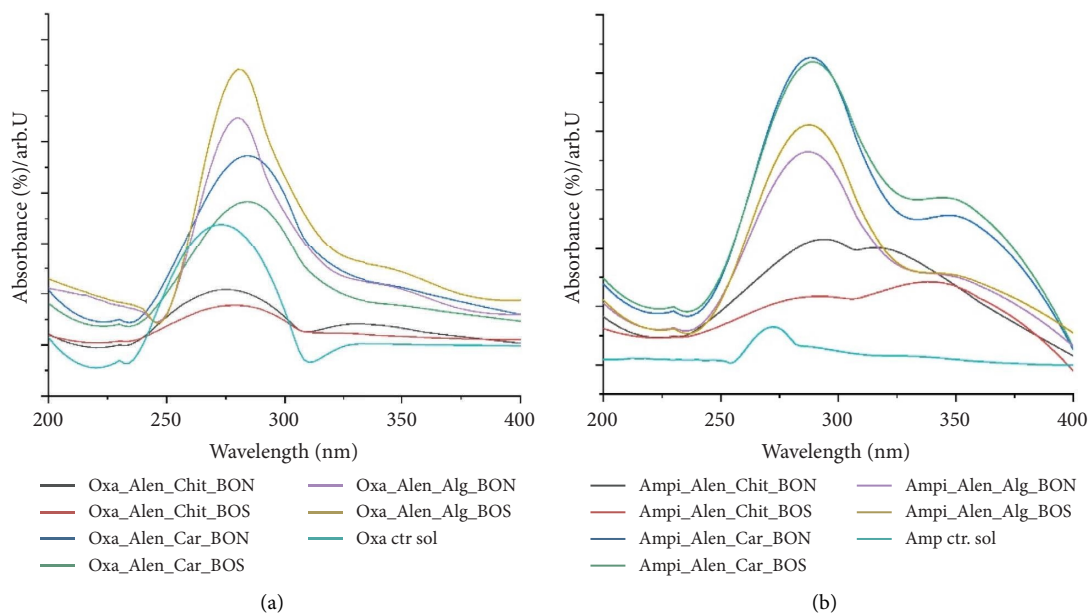 Absorbance (%)/arb.U
200 250 300 350 400
Wavelength (nm)
Oxa_Alen_Chit_BON
Oxa_Alen_Chit_BOS
Oxa_Alen_Car_BON
Oxa_Alen_Car_BOS
Oxa_Alen_Alg_BON
Oxa_Alen_Alg_BOS
Oxa ctr sol
(a)
Absorbance (%)/arb.U
200 250 300 350 400
Wavelength (nm)
Ampi_Alen_Chit_BON
Ampi_Alen_Chit_BOS
Ampi_Alen_Car_BON
Ampi_Alen_Car_BOS
Ampi_Alen_Alg_BON
Ampi_Alen_Alg_BOS
Amp ctr. sol
(b)